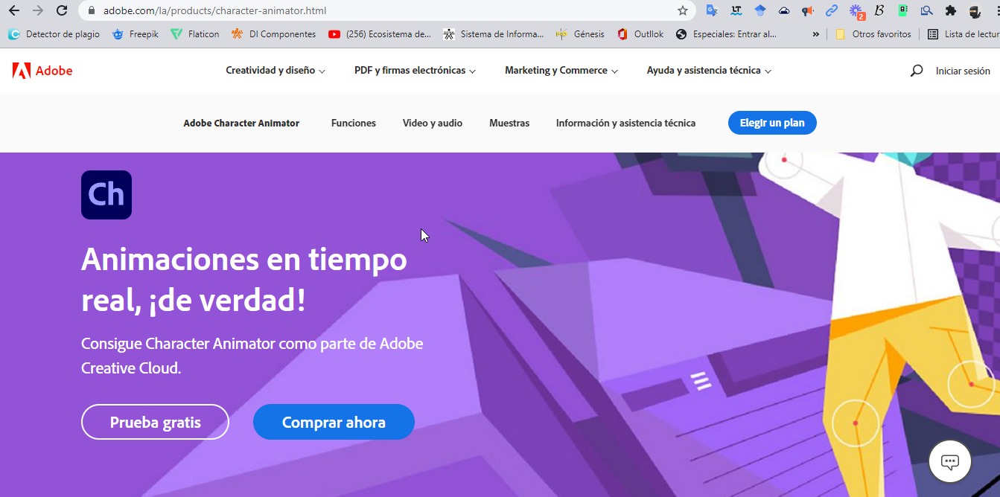 adobe.com/la/products/character-animator.html
Detector de plagio Freepik Flaticon DI Componentes (256) Ecosistema de... Sistema de Informa... Génesis Outllok Especiales: Entrar al... » Otros favoritos Lista de lectur
Adobe Creatividad y diseño PDF y firmas electrónicas Marketing y Commerce Ayuda y asistencia técnica Iniciar sesión
Adobe Character Animator Funciones Video y audio Muestras Información y asistencia técnica Elegir un plan
Ch
Animaciones en tiempo
real, ¡de verdad!
Consigue Character Animator como parte de Adobe
Creative Cloud.
Prueba gratis Comprar ahora